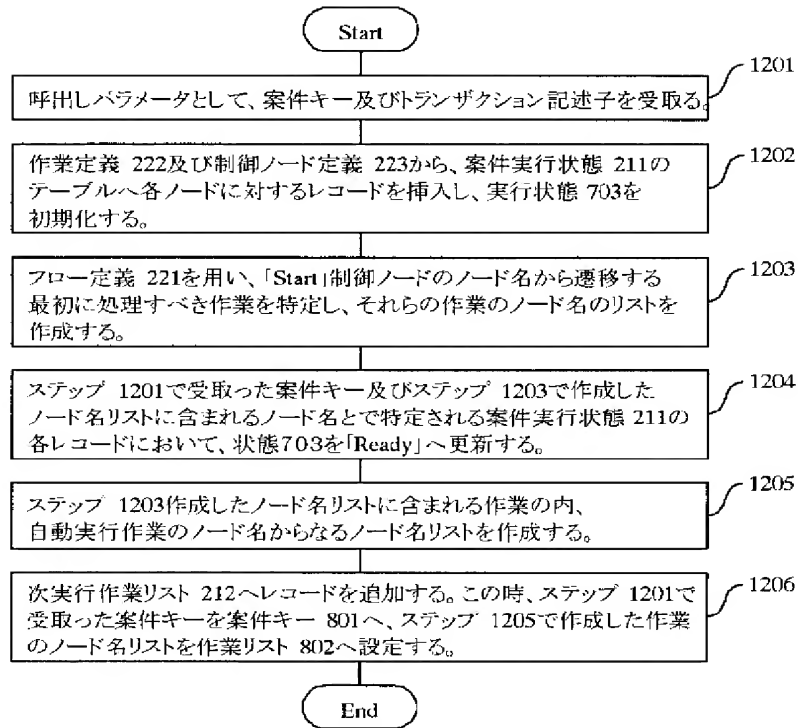 Start
1201
呼出しパラメータとして、案件キー及びトランザクション記述子を受取る。
1202
作業定義 222及び制御ノード定義 223から、案件実行状態 211の
テーブルへ各ノードに対するレコードを挿入し、実行状態 703を
初期化する。
1203
フロー定義 221を用い、「Start」制御ノードのノード名から遷移する
最初に処理すべき作業を特定し、それらの作業のノード名のリストを
作成する。
1204
ステップ 1201で受取った案件キー及びステップ 1203で作成した
ノード名リストに含まれるノード名とで特定される案件実行状態 211の
各レコードにおいて、状態703を「Ready」へ更新する。
1205
ステップ 1203作成したノード名リストに含まれる作業の内、
自動実行作業のノード名からなるノード名リストを作成する。
1206
次実行作業リスト 212へレコードを追加する。この時、ステップ 1201で
受取った案件キーを案件キー 801へ、ステップ 1205で作成した作業
のノード名リストを作業リスト 802へ設定する。
End